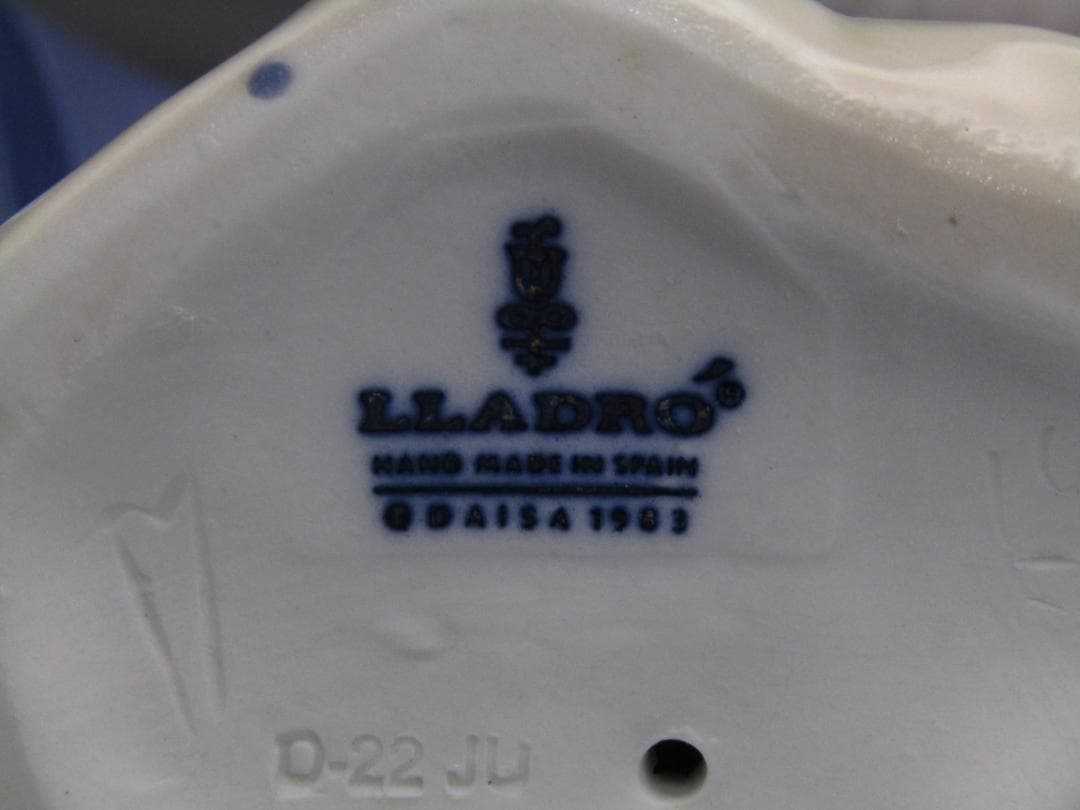 LLADRÓ®
HAND MADE IN SPAIN
© DAISA 1983
D-22 JU